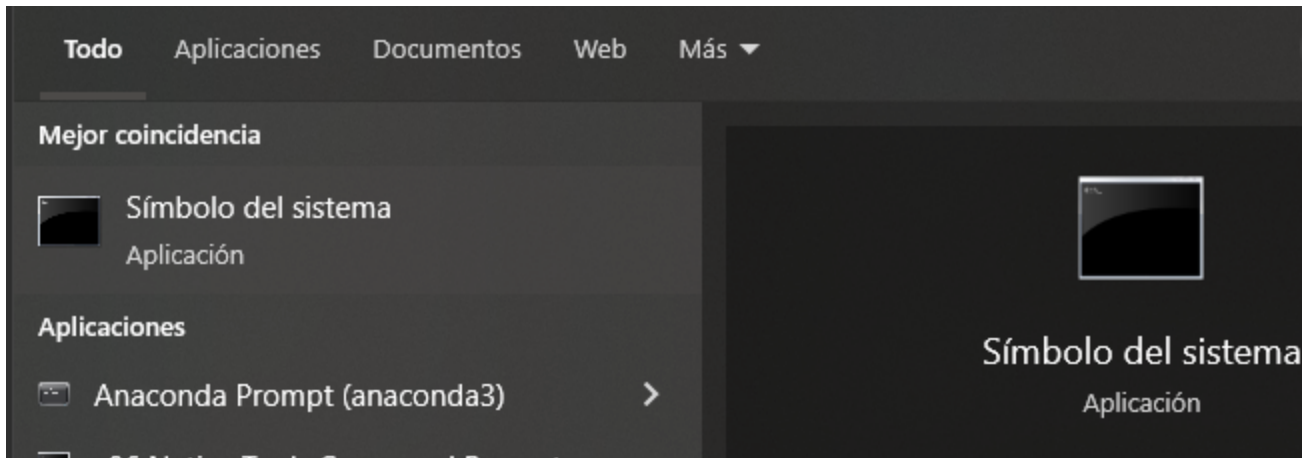 Todo Aplicaciones Documentos Web Más
Mejor coincidencia
Símbolo del sistema
Aplicación
Aplicaciones
Anaconda Prompt (anaconda3)
Símbolo del sistema
Aplicación